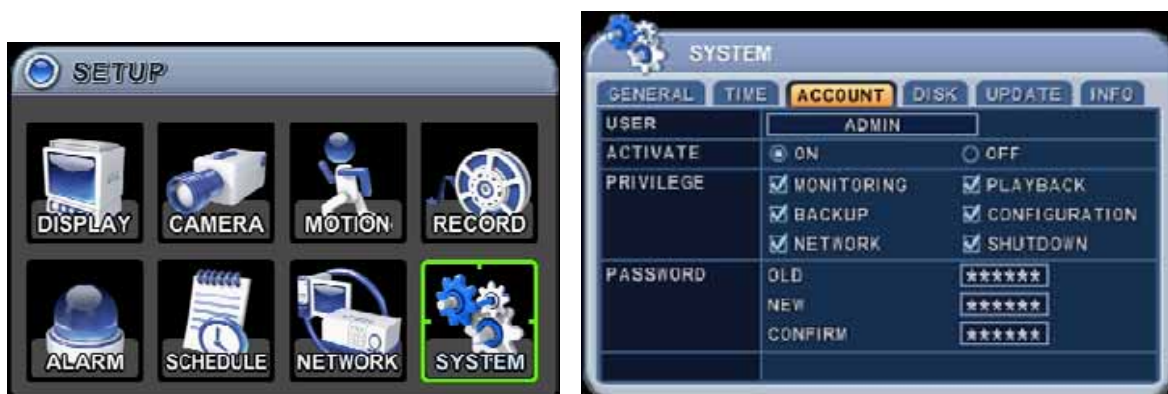 SETUP
DISPLAY CAMERA MOTION RECORD
ALARM SCHEDULE NETWORK SYSTEM
SYSTEM
GENERAL TIME ACCOUNT DISK UPDATE INFO
USER ADMIN
ACTIVATE ON OFF
PRIVILEGE MONITORING PLAYBACK
BACKUP CONFIGURATION
NETWORK SHUTDOWN
PASSWORD OLD ******
NEW ******
CONFIRM ******